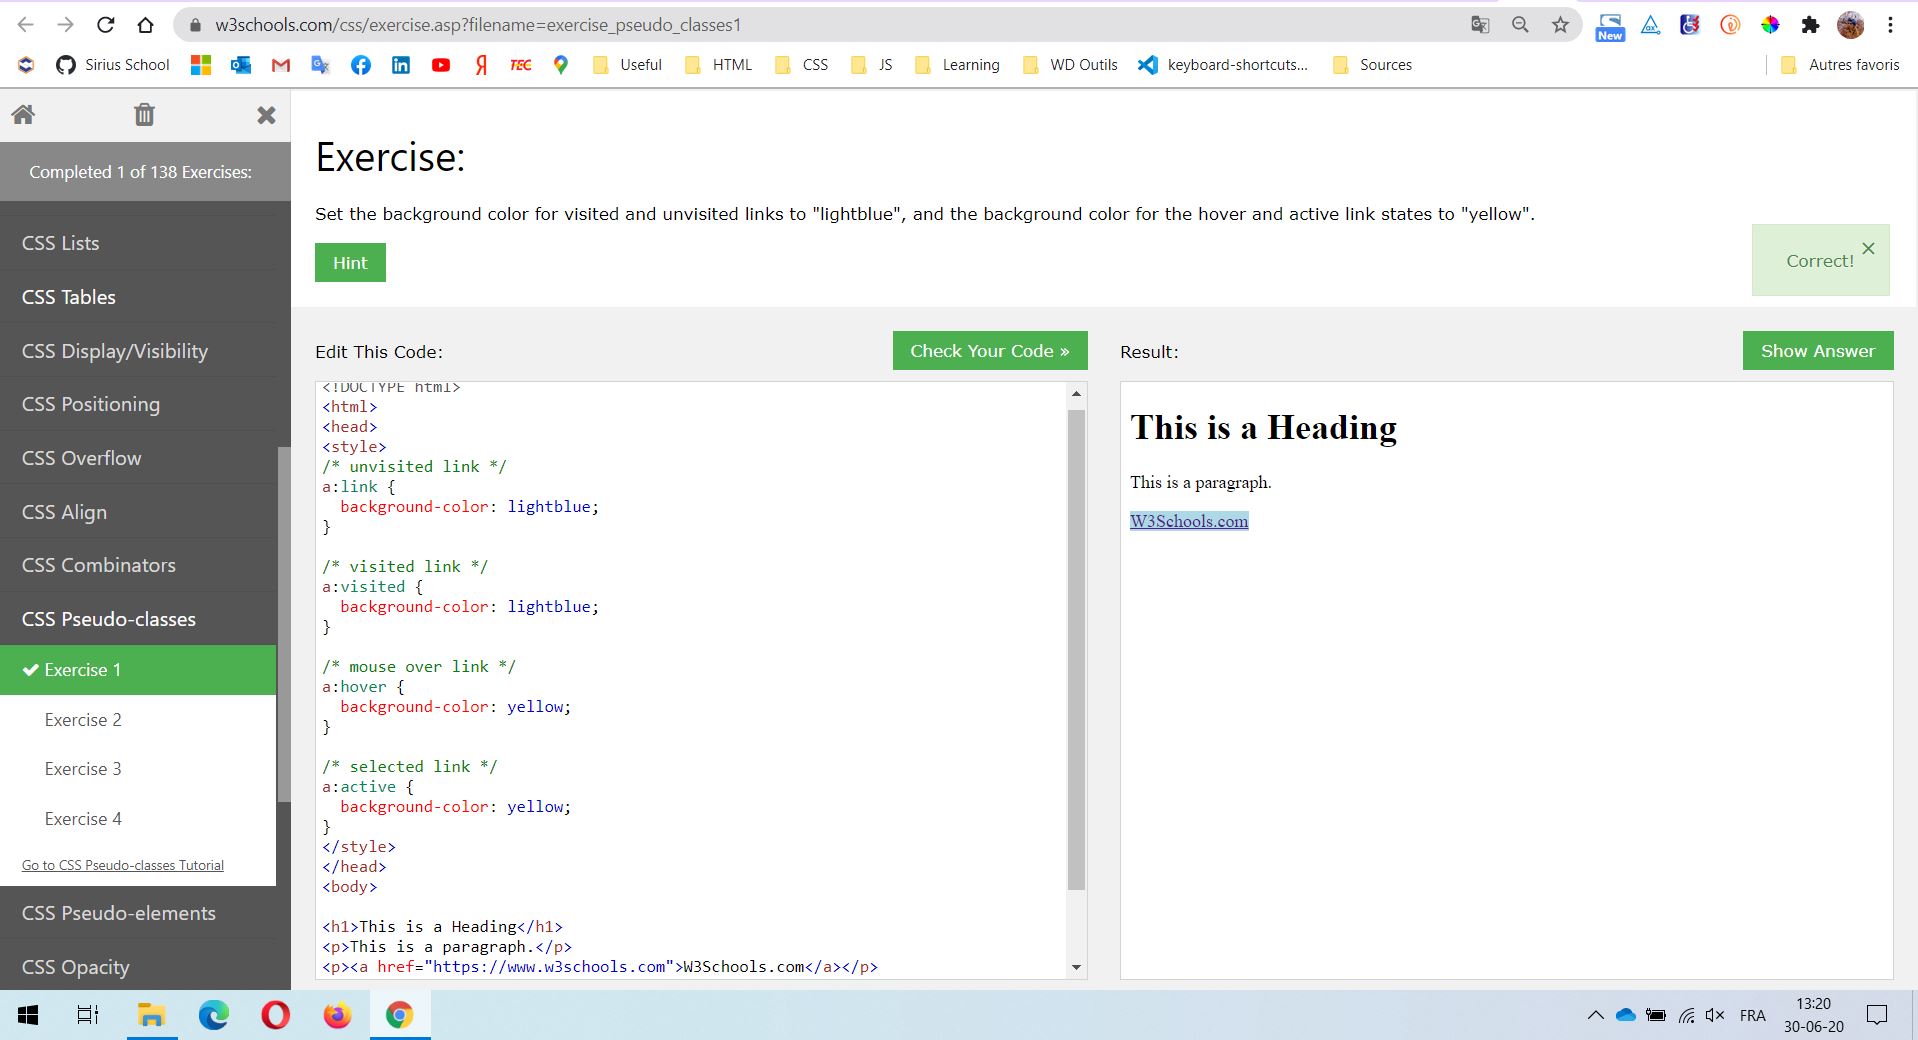 w3schools.com/css/exercise.asp?filename=exercise_pseudo_classes1
New
Sirius School
TEC
Useful
HTML
CSS
JS
Learning
WD Outils
keyboard-shortcuts...
Sources
Autres favoris
Completed 1 of 138 Exercises:
CSS Lists
CSS Tables
CSS Display/Visibility
CSS Positioning
CSS Overflow
CSS Align
CSS Combinators
CSS Pseudo-classes
Exercise 1
Exercise 2
Exercise 3
Exercise 4
Go to CSS Pseudo-classes Tutorial
CSS Pseudo-elements
CSS Opacity
Exercise:
Set the background color for visited and unvisited links to "lightblue", and the background color for the hover and active link states to "yellow".
Hint
Correct!
Edit This Code:
Check Your Code »
<!DOCTYPE html>
<html>
<head>
<style>
/* unvisited link */
a:link {
  background-color: lightblue;
}
/* visited link */
a:visited {
  background-color: lightblue;
}
/* mouse over link */
a:hover {
  background-color: yellow;
}
/* selected link */
a:active {
  background-color: yellow;
}
</style>
</head>
<body>
<h1>This is a Heading</h1>
<p>This is a paragraph.</p>
<p><a href="https://www.w3schools.com">W3Schools.com</a></p>
Result:
Show Answer
This is a Heading
This is a paragraph.
W3Schools.com
FRA
13:20
30-06-20